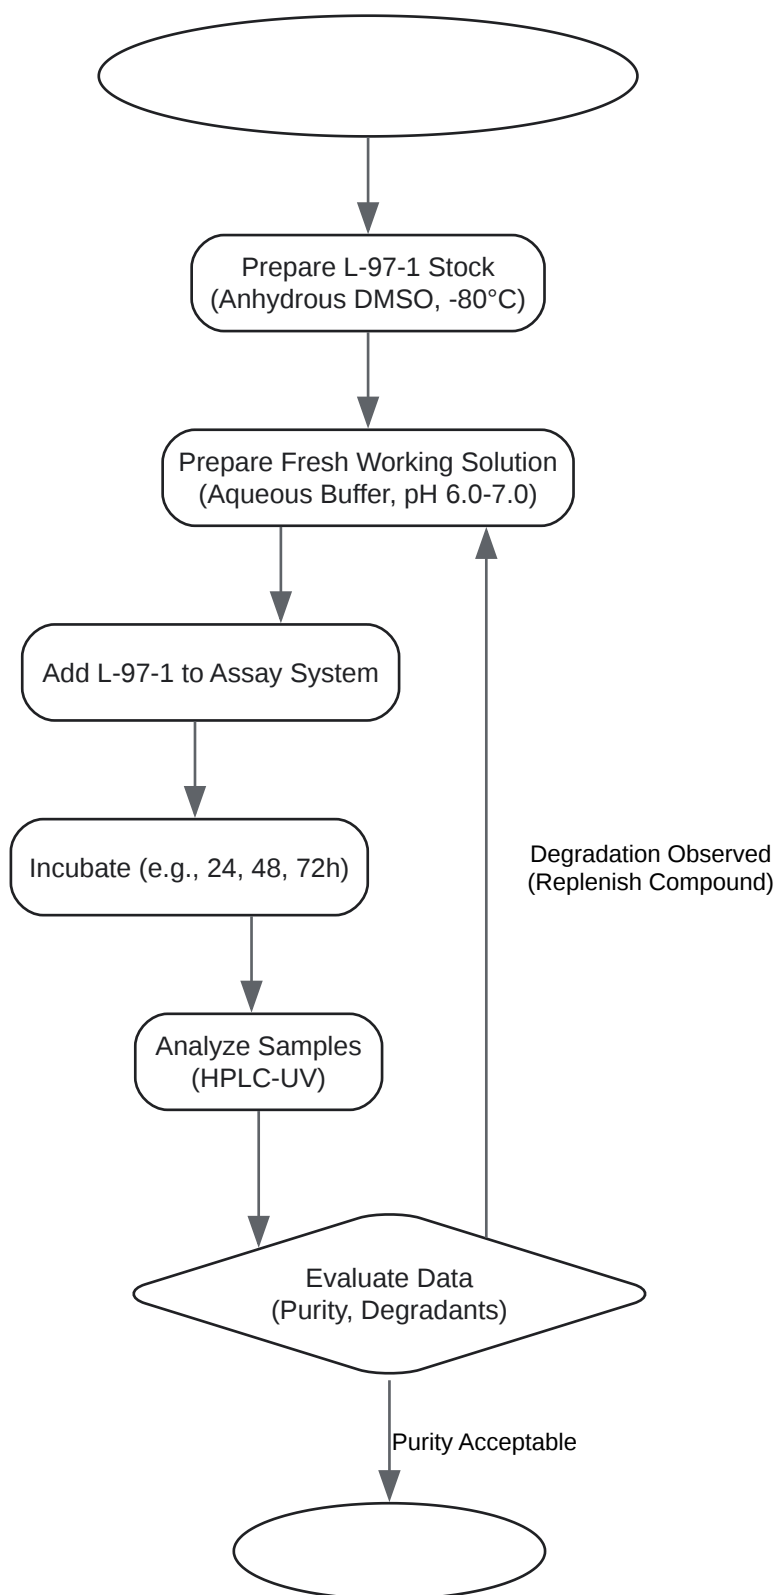 Prepare L-97-1 Stock
(Anhydrous DMSO, -80°C)
Prepare Fresh Working Solution
(Aqueous Buffer, pH 6.0-7.0)
Add L-97-1 to Assay System
Incubate (e.g., 24, 48, 72h)
Degradation Observed
(Replenish Compound)
Analyze Samples
(HPLC-UV)
Evaluate Data
(Purity, Degradants)
Purity Acceptable